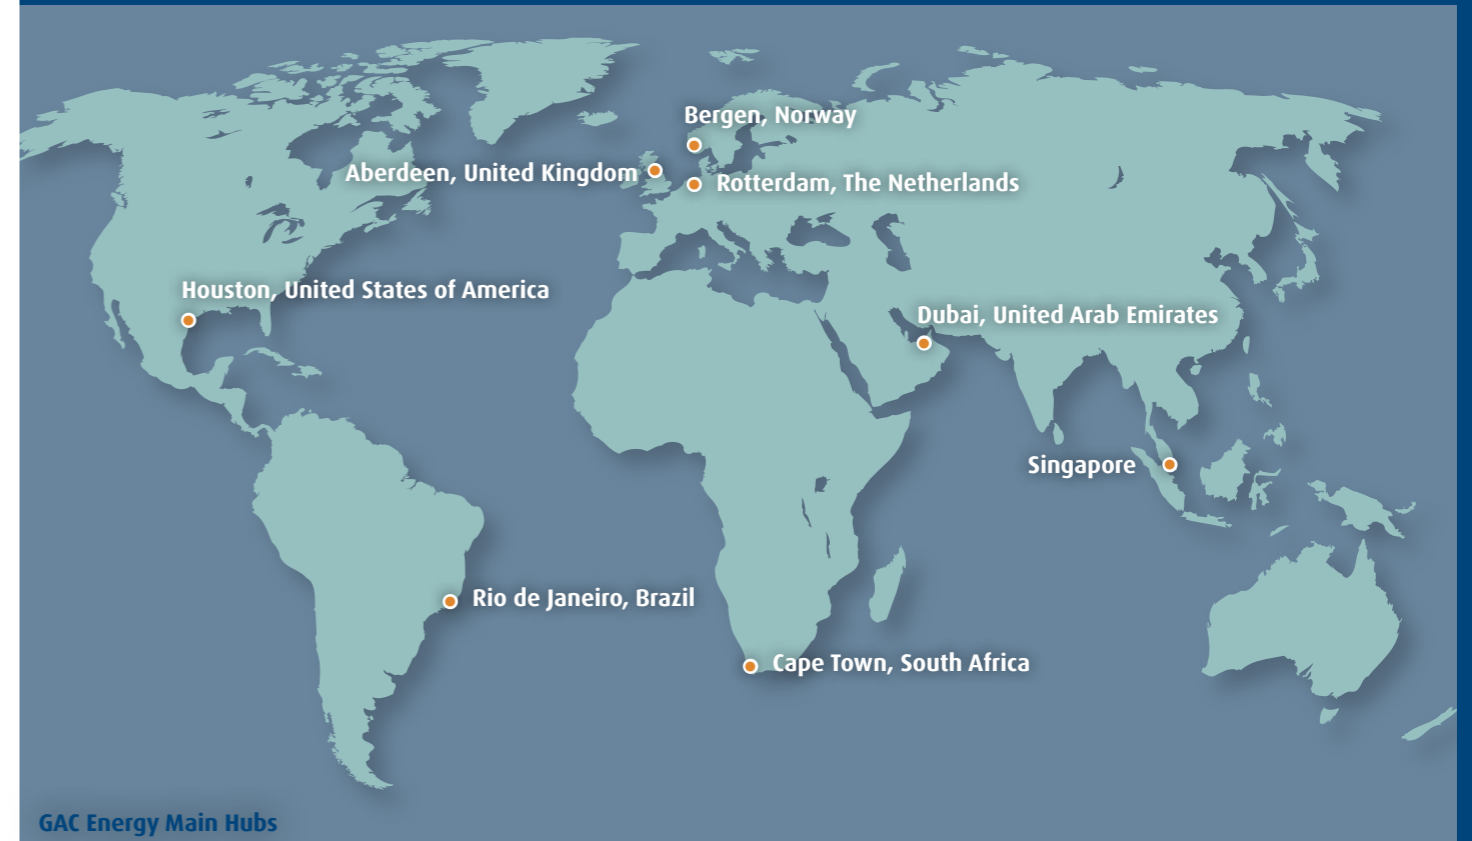 Bergen, Norway
Aberdeen, United Kingdom
Rotterdam, The Netherlands
Houston, United States of America
Dubai, United Arab Emirates
Singapore
Rio de Janeiro, Brazil
Cape Town, South Africa
GAC Energy Main Hubs